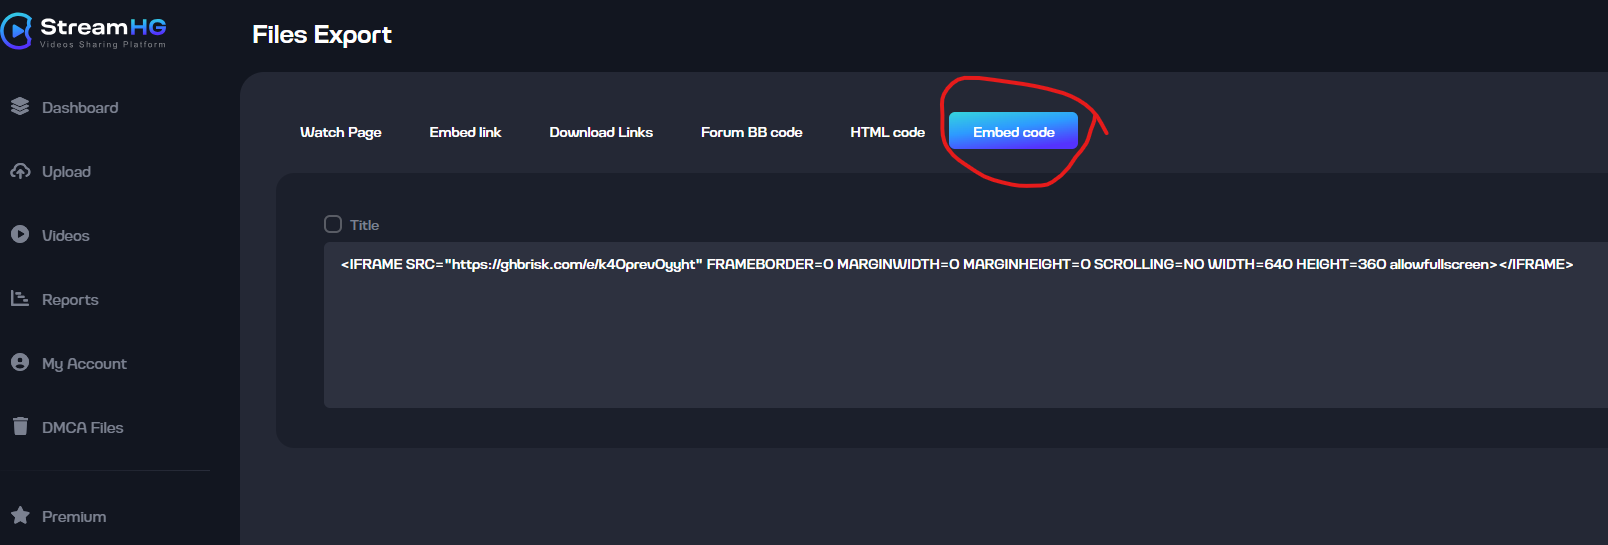 StreamHG
Videos Sharing Platform
Files Export
Dashboard
Upload
Videos
Reports
My Account
DMCA Files
Premium
Watch Page
Embed link
Download Links
Forum BB code
HTML code
Embed code
Title
<IFRAME SRC="https://ghbrisk.com/e/k40prev0yyht" FRAMEBORDER=0 MARGINWIDTH=0 MARGINHEIGHT=0 SCROLLING=NO WIDTH=640 HEIGHT=360 allowfullscreen></IFRAME>